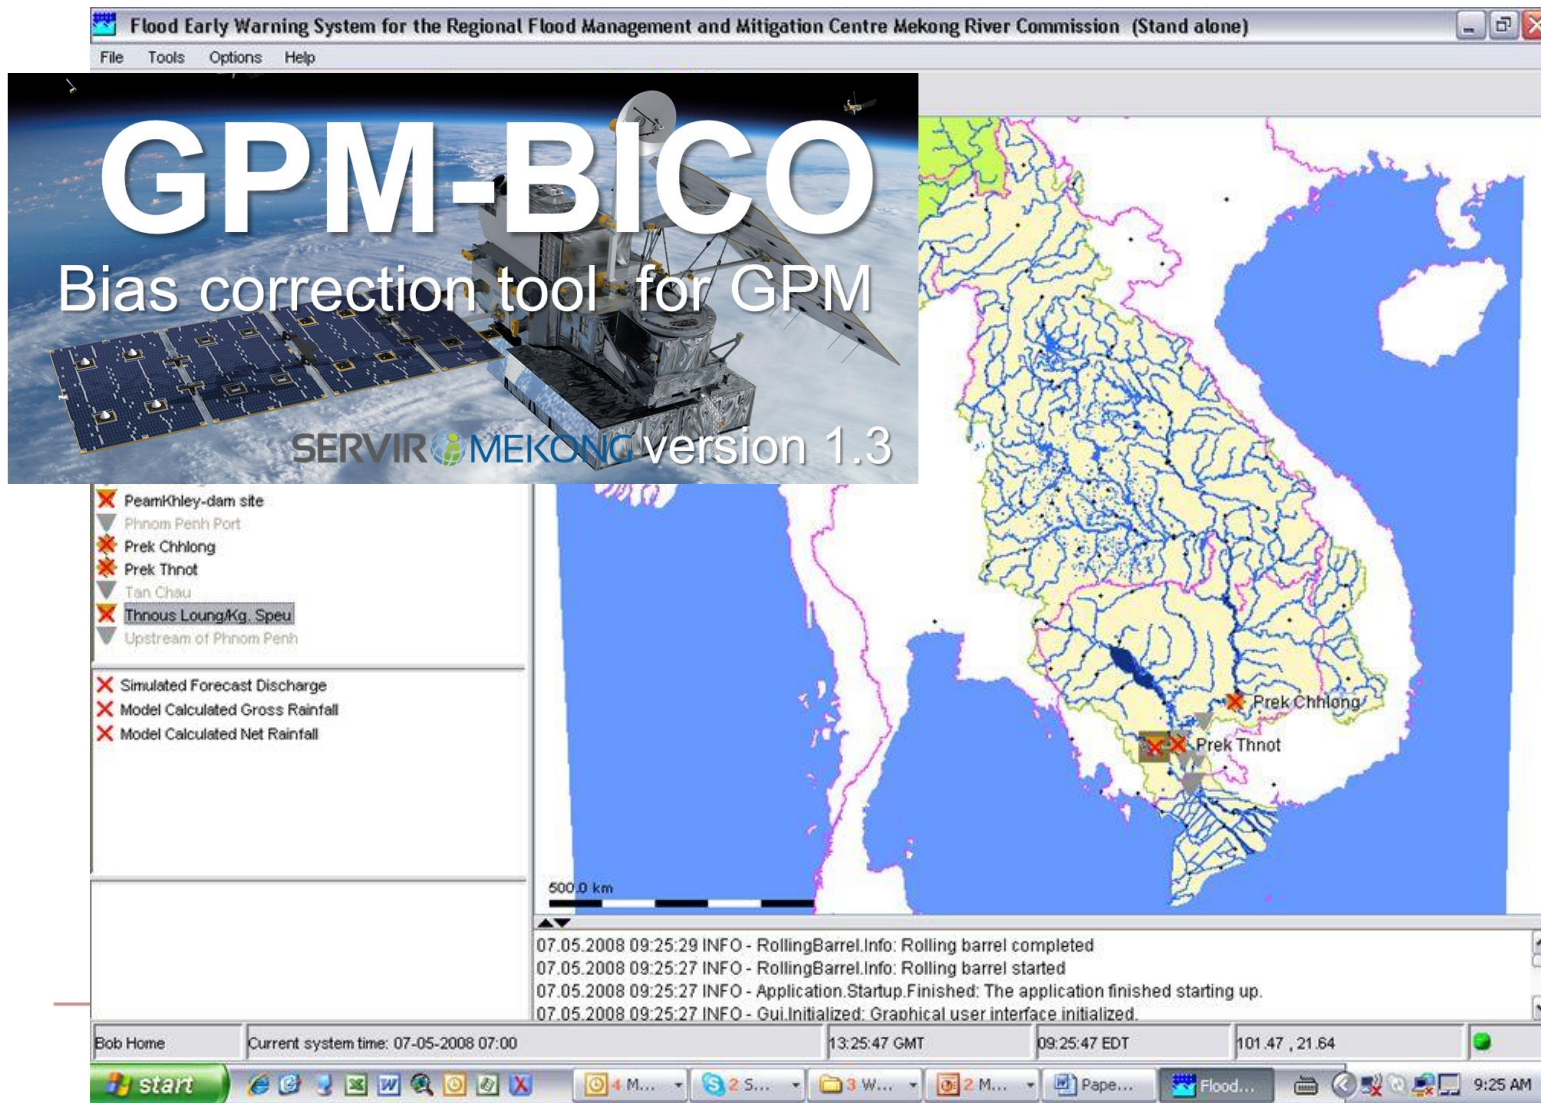 Flood Early Warning System for the Regional Flood Management and Mitigation Centre Mekong River Commission (Stand alone)
File Tools Options Help
GPM-BICO
Bias correction tool for GPM
SERVIR MEKONG version 1.3
PeamKhley-dam site
Phnom Penh Port
Prek Chhlong
Prek Thnot
Tan Chau
Thnous Loung/Kg. Speu
Upstream of Phnom Penh
Simulated Forecast Discharge
Model Calculated Gross Rainfall
Model Calculated Net Rainfall
Prek Chhlong
Prek Thnot
500.0 km
07.05.2008 09:25:29 INFO - RollingBarrel.Info: Rolling barrel completed
07.05.2008 09:25:27 INFO - RollingBarrel.Info: Rolling barrel started
07.05.2008 09:25:27 INFO - Application.Startup.Finished: The application finished starting up.
07.05.2008 09:25:27 INFO - Gui.Initialized: Graphical user interface initialized.
Bob Home Current system time: 07-05-2008 07:00 13:25:47 GMT 09:25:47 EDT 101.47 , 21.64
start 4 M... 2 S... 3 W... 2 M... Pape... Flood... 9:25 AM